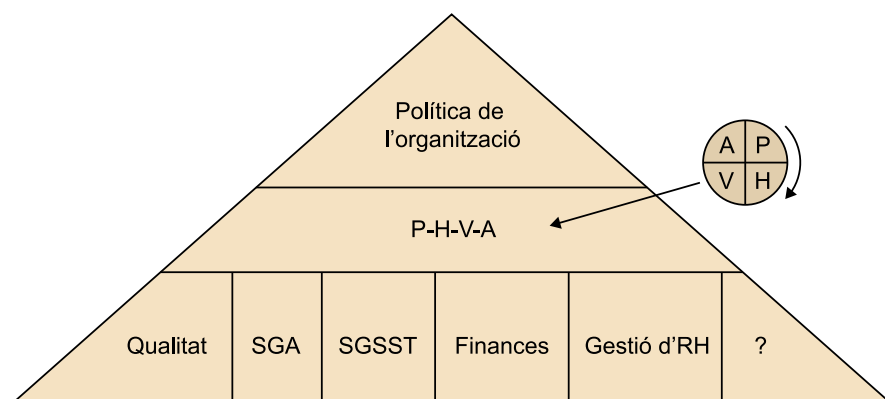 Política de
l’organització
A P
V H
P-H-V-A
Qualitat SGA SGSST Finances Gestió d’RH ?